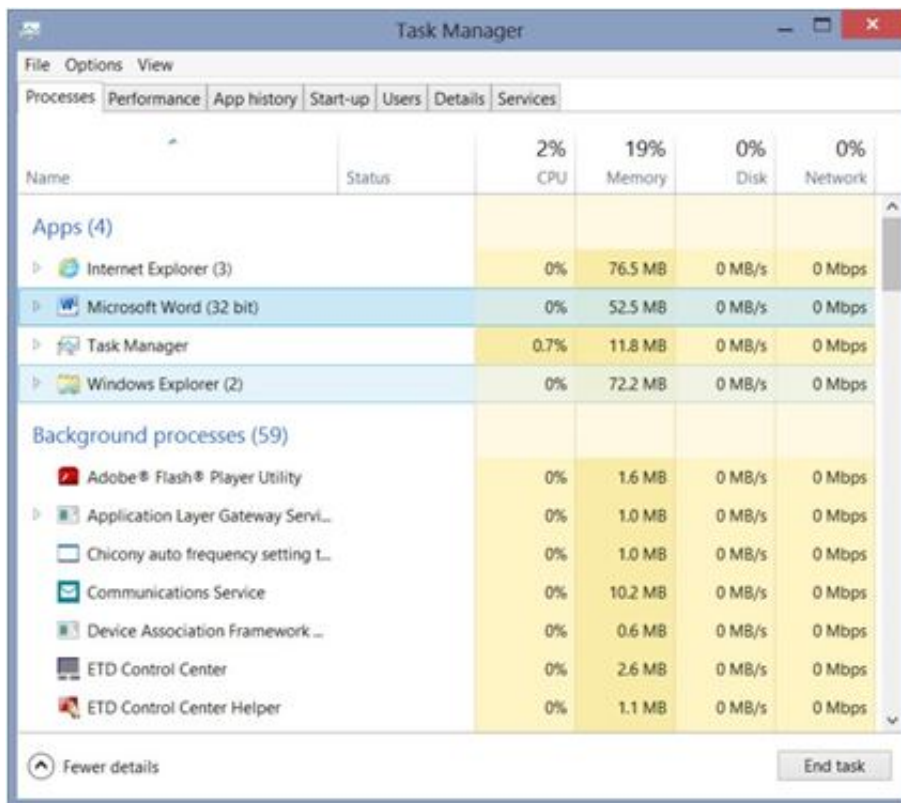 Task Manager
File Options View
Processes Performance App history Start-up Users Details Services
2% 19% 0% 0%
Name Status CPU Memory Disk Network
Apps (4)
Internet Explorer (3) 0% 76.5 MB 0 MB/s 0 Mbps
Microsoft Word (32 bit) 0% 52.5 MB 0 MB/s 0 Mbps
Task Manager 0.7% 11.8 MB 0 MB/s 0 Mbps
Windows Explorer (2) 0% 72.2 MB 0 MB/s 0 Mbps
Background processes (59)
Adobe® Flash® Player Utility 0% 1.6 MB 0 MB/s 0 Mbps
Application Layer Gateway Servi... 0% 1.0 MB 0 MB/s 0 Mbps
Chicony auto frequency setting t... 0% 1.0 MB 0 MB/s 0 Mbps
Communications Service 0% 10.2 MB 0 MB/s 0 Mbps
Device Association Framework ... 0% 0.6 MB 0 MB/s 0 Mbps
ETD Control Center 0% 2.6 MB 0 MB/s 0 Mbps
ETD Control Center Helper 0% 1.1 MB 0 MB/s 0 Mbps
Fewer details End task